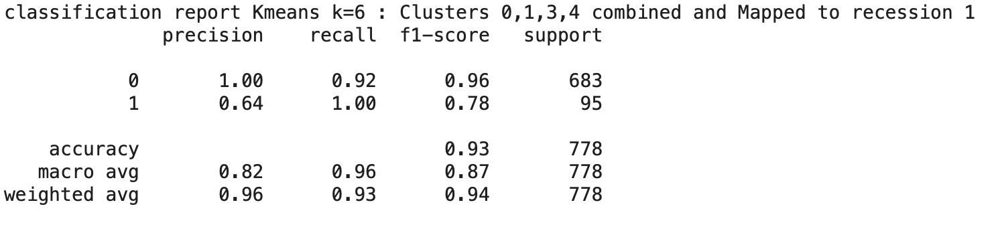 classification report Kmeans k=6 : Clusters 0,1,3,4 combined and Mapped to recession 1
precision recall f1-score support
0 1.00 0.92 0.96 683
1 0.64 1.00 0.78 95
accuracy 0.93 778
macro avg 0.82 0.96 0.87 778
weighted avg 0.96 0.93 0.94 778